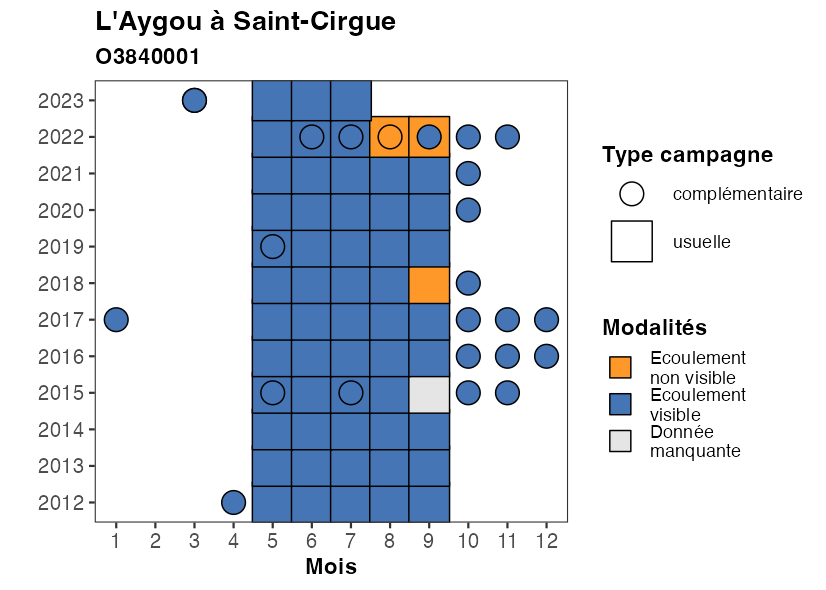 L'Aygou à Saint-Cirgue
O3840001
2023
2022
2021
2020
2019
2018
2017
2016
2015
2014
2013
2012
1 2 3 4 5 6 7 8 9 10 11 12
Mois
Type campagne
complémentaire
usuelle
Modalités
Ecoulement
non visible
Ecoulement
visible
Donnée
manquante